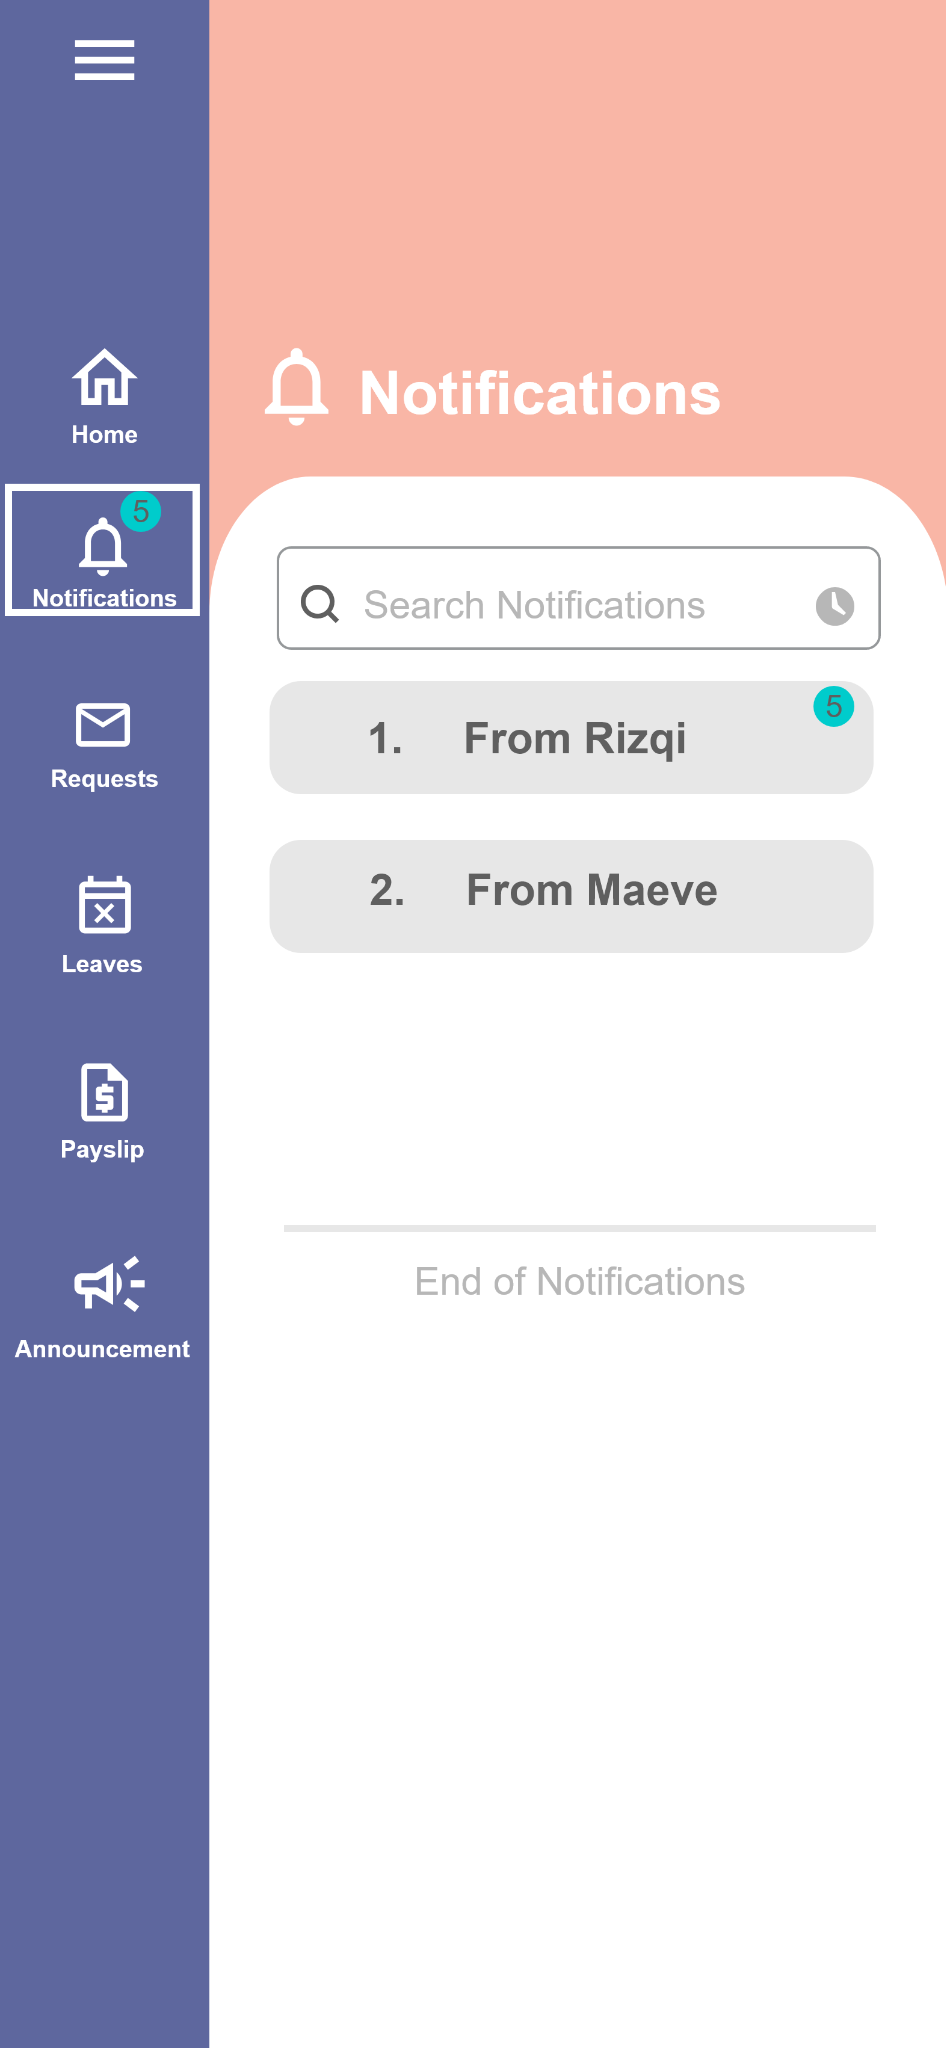 Home
5
Notifications
Requests
Leaves
Payslip
Announcement
Notifications
Search Notifications
1. From Rizqi
5
2. From Maeve
End of Notifications